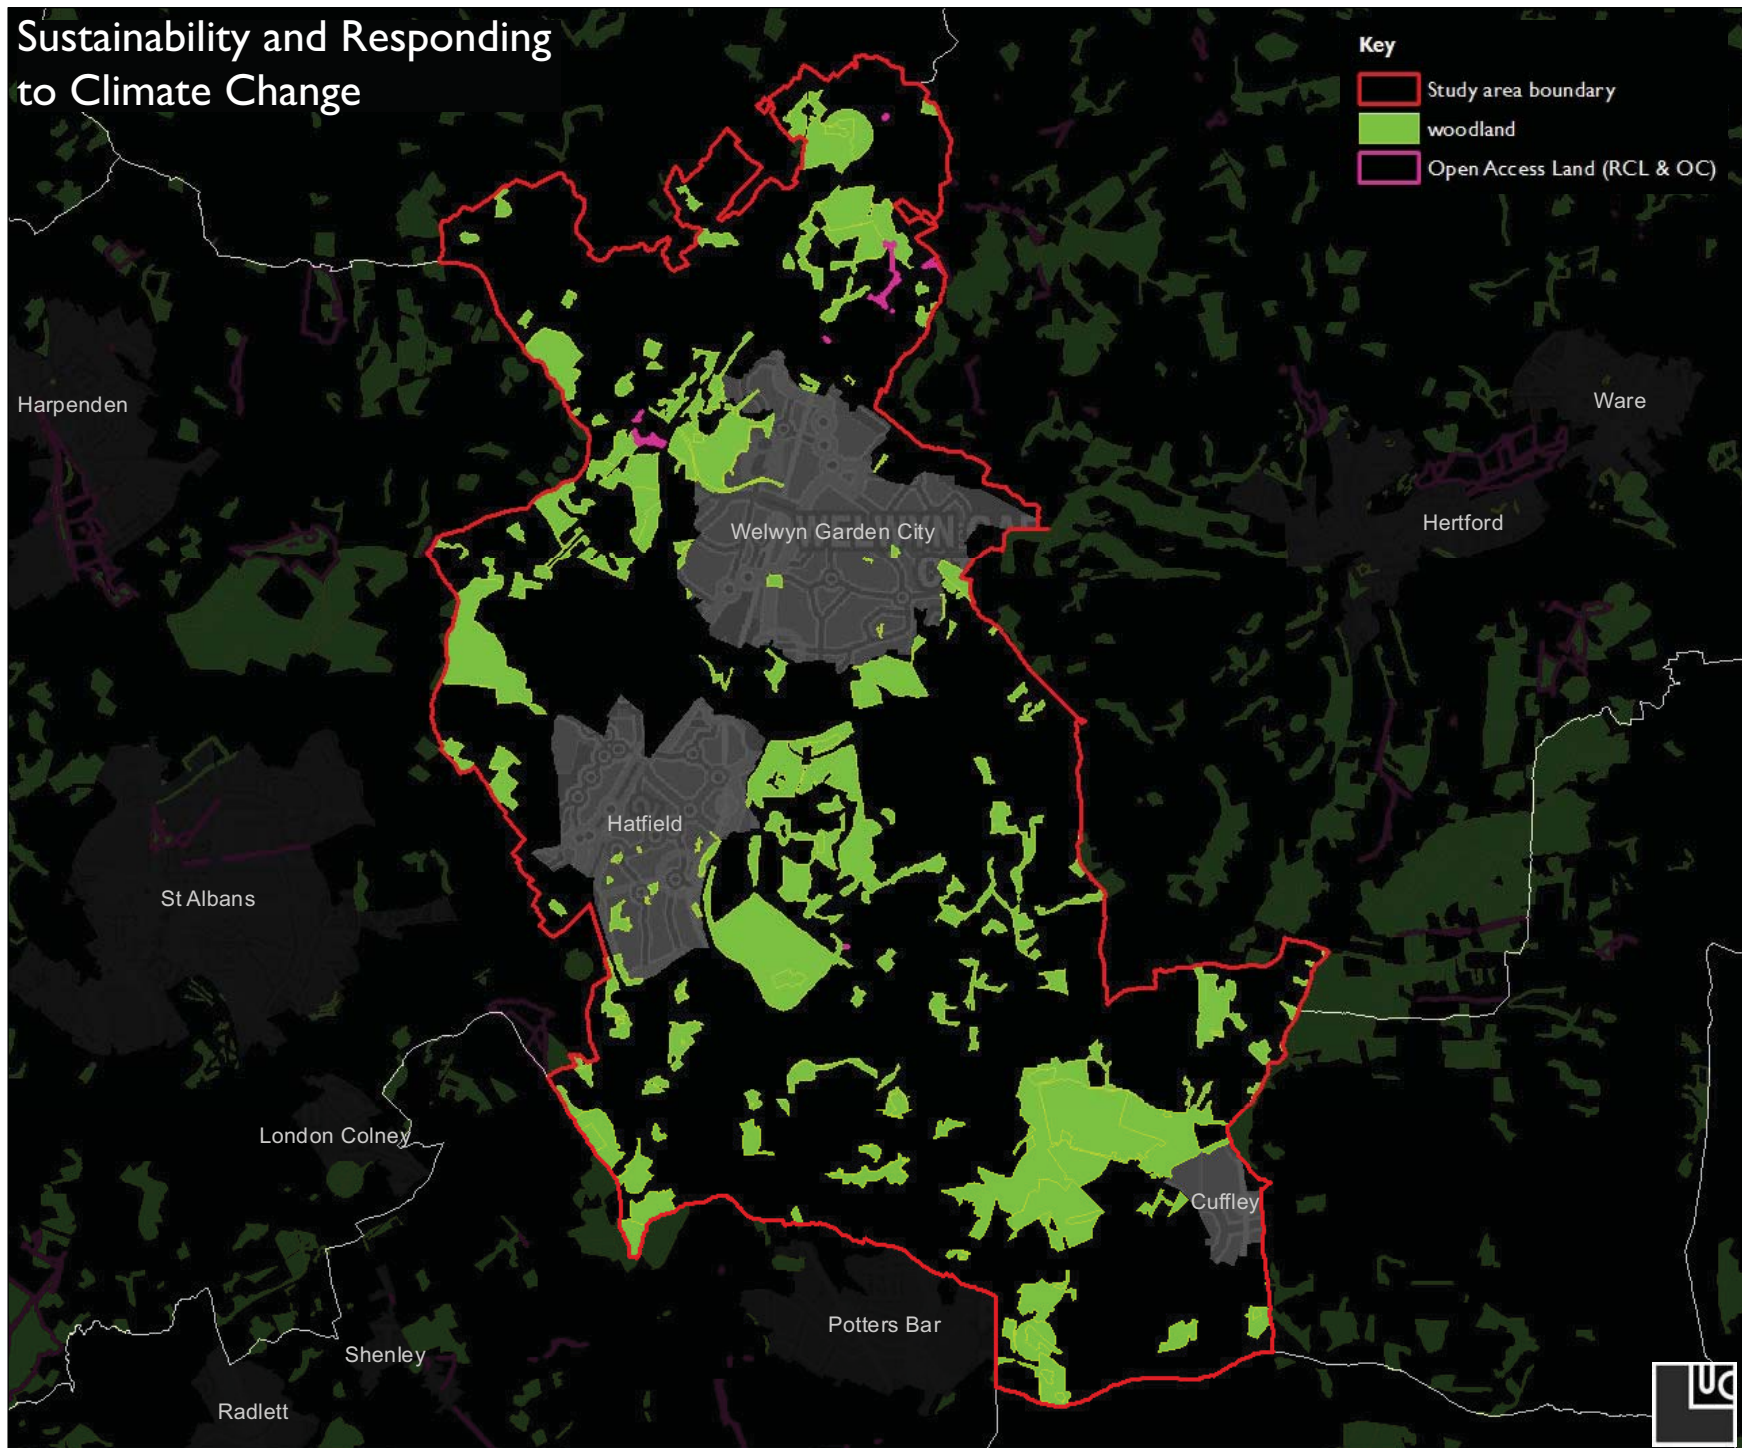 Sustainability and Responding
to Climate Change
Key
Study area boundary
woodland
Open Access Land (RCL & OC)
Harpenden
Ware
Hertford
Welwyn Garden City
Hatfield
St Albans
London Colney
Cuffley
Potters Bar
Shenley
Radlett
LUC